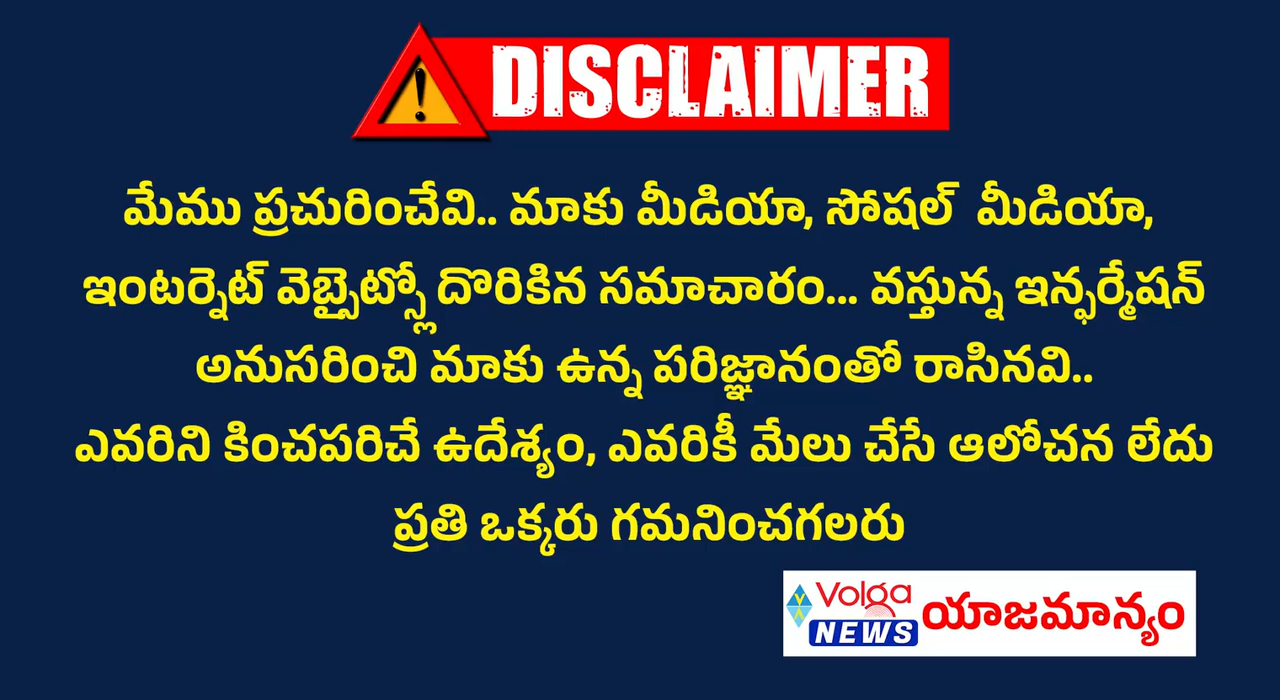 DISCLAIMER
మేము ప్రచురించేవి.. మాకు మీడియా, సోషల్ మీడియా,
ఇంటర్నెట్ వెబ్సైట్స్లో దొరికిన సమాచారం... వస్తున్న ఇన్ఫర్మేషన్
అనుసరించి మాకు ఉన్న పరిజ్ఞానంతో రాసినవి..
ఎవరిని కించపరిచే ఉదేశ్యం, ఎవరికీ మేలు చేసే ఆలోచన లేదు
ప్రతి ఒక్కరు గమనించగలరు
Volga
NEWS యాజమాన్యం